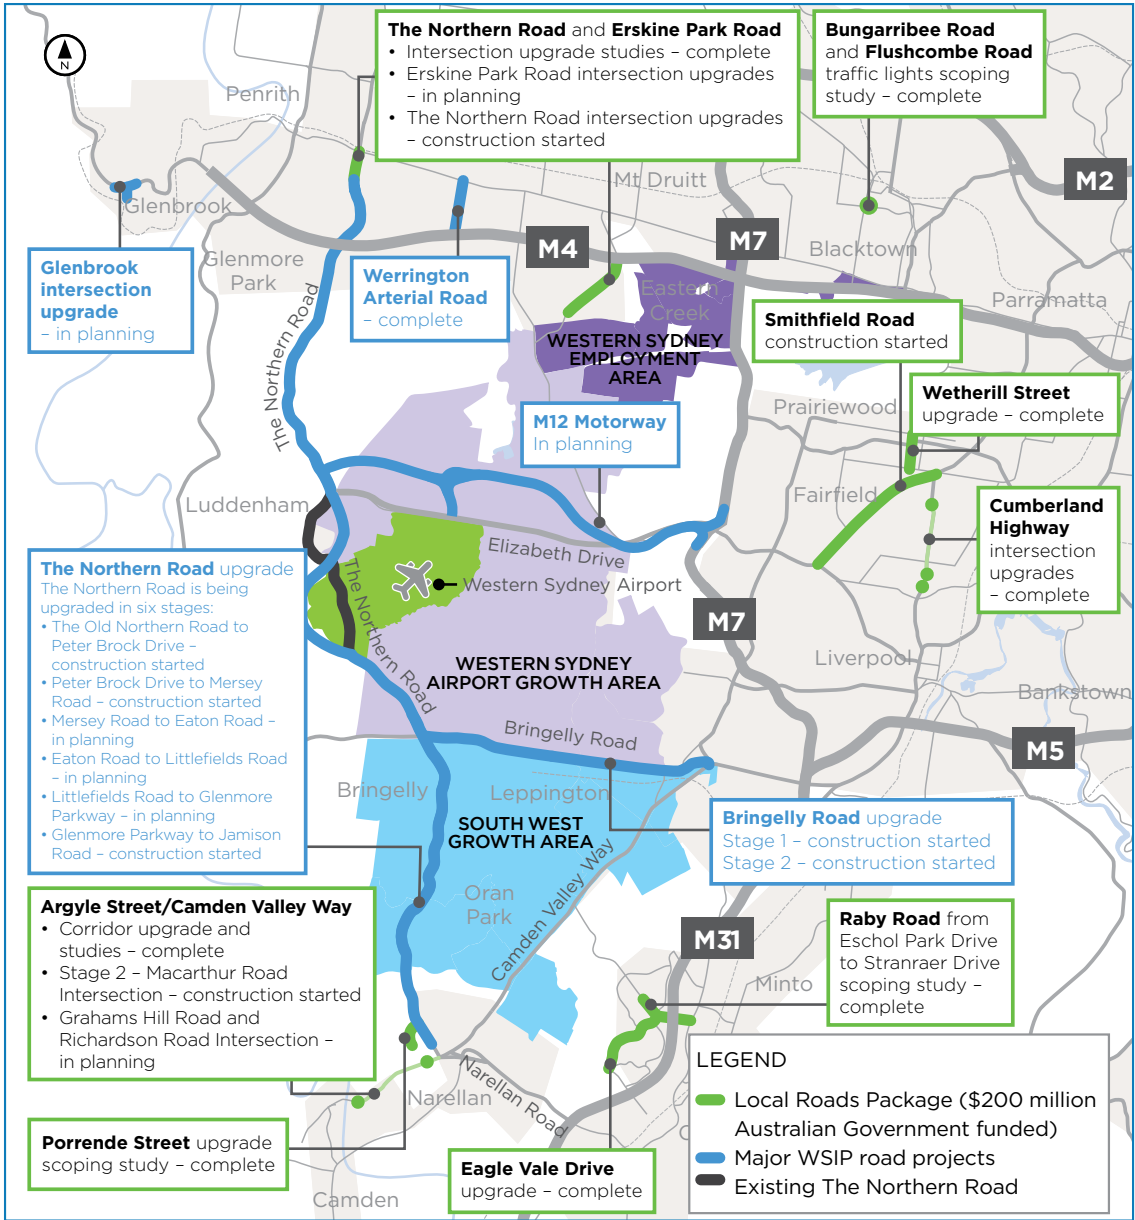 N
The Northern Road and Erskine Park Road
• Intersection upgrade studies – complete
• Erskine Park Road intersection upgrades
– in planning
• The Northern Road intersection upgrades
– construction started
Bungarribee Road
and Flushcombe Road
traffic lights scoping
study – complete
Penrith
Mt Druitt
M2
Glenbrook
M4
M7
Blacktown
Glenbrook
intersection
upgrade
– in planning
Glenmore
Park
Werrington
Arterial Road
– complete
Eastern
Creek
Parramatta
The Northern Road
Smithfield Road
construction started
WESTERN SYDNEY
EMPLOYMENT
AREA
Wetherill Street
upgrade – complete
M12 Motorway
In planning
Prairiewood
Luddenham
Fairfield
Cumberland
Highway
intersection
upgrades
– complete
Elizabeth Drive
Western Sydney Airport
The Northern Road
The Northern Road upgrade
The Northern Road is being
upgraded in six stages:
• The Old Northern Road to
Peter Brock Drive –
construction started
• Peter Brock Drive to Mersey
Road – construction started
• Mersey Road to Eaton Road –
in planning
• Eaton Road to Littlefields Road
– in planning
• Littlefields Road to Glenmore
Parkway – in planning
• Glenmore Parkway to Jamison
Road – construction started
M7
WESTERN SYDNEY
AIRPORT GROWTH AREA
Liverpool
Bankstown
Bringelly Road
M5
Bringelly
Leppington
SOUTH WEST
GROWTH AREA
Bringelly Road upgrade
Stage 1 – construction started
Stage 2 – construction started
Oran
Park
Camden Valley Way
Argyle Street/Camden Valley Way
• Corridor upgrade and
studies – complete
• Stage 2 – Macarthur Road
Intersection – construction started
• Grahams Hill Road and
Richardson Road Intersection –
in planning
M31
Raby Road from
Eschol Park Drive
to Stranraer Drive
scoping study –
complete
Minto
Narellan
Narellan Road
Porrende Street upgrade
scoping study – complete
Eagle Vale Drive
upgrade – complete
Camden
C
LEGEND
Local Roads Package ($200 million
Australian Government funded)
Major WSIP road projects
Existing The Northern Road